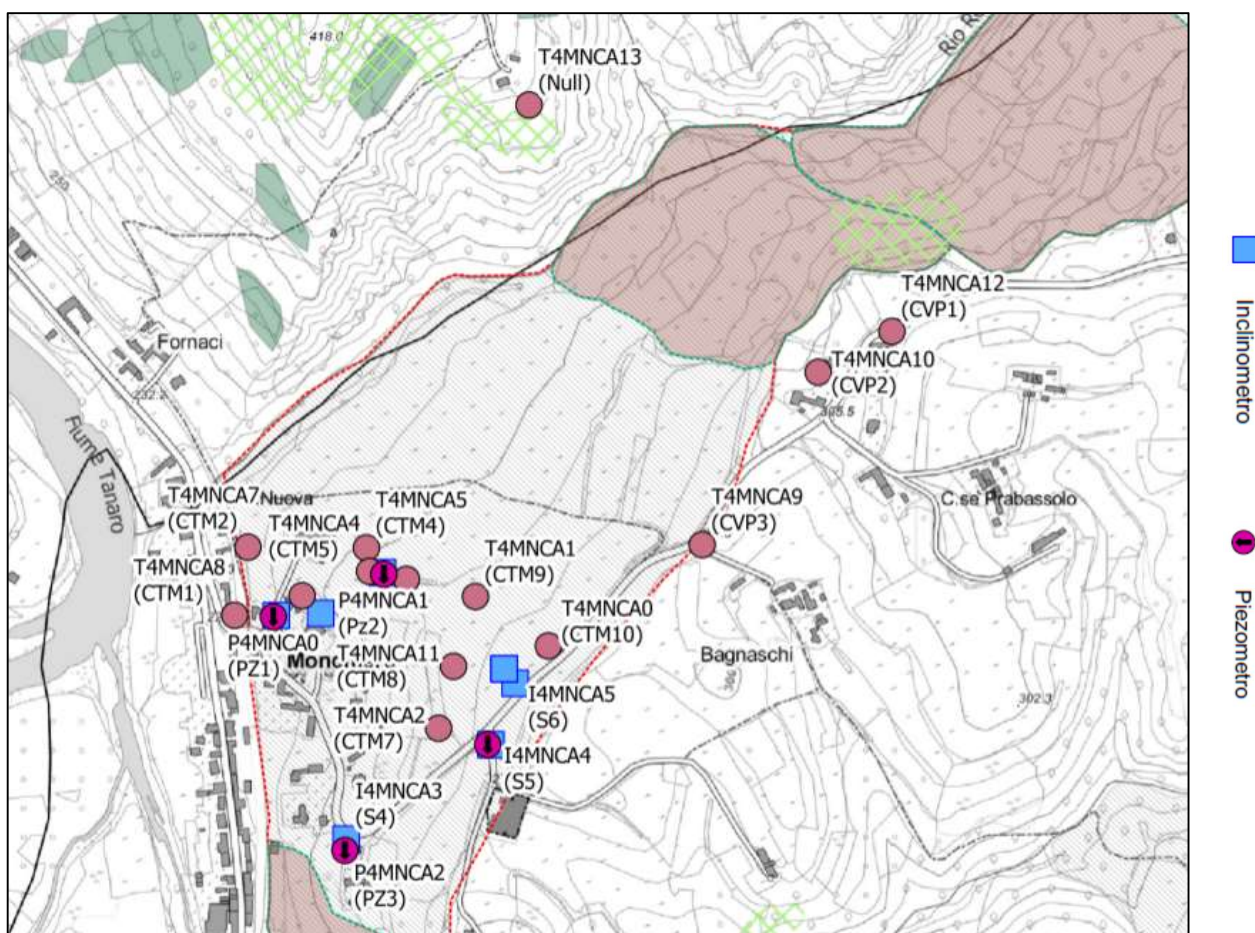 418.0
T4MNCA13
(Null)
250
Fornaci
232.2
Fiume Tanaro
T4MNCA12
(CVP1)
T4MNCA10
(CVP2)
C.se Prabassolo
T4MNCA7
(CTM2)
Nuova
T4MNCA5
(CTM4)
T4MNCA4
(CTM5)
T4MNCA9
(CVP3)
T4MNCA8
(CTM1)
T4MNCA1
(CTM9)
T4MNCA0
(CTM10)
P4MNCA1
(Pz2)
P4MNCA0
(PZ1)
T4MNCA11
(CTM8)
Bagnaschi
I4MNCA5
(S6)
302.3
T4MNCA2
(CTM7)
I4MNCA4
(S5)
I4MNCA3
(S4)
P4MNCA2
(PZ3)
Inclinometro
Piezometro